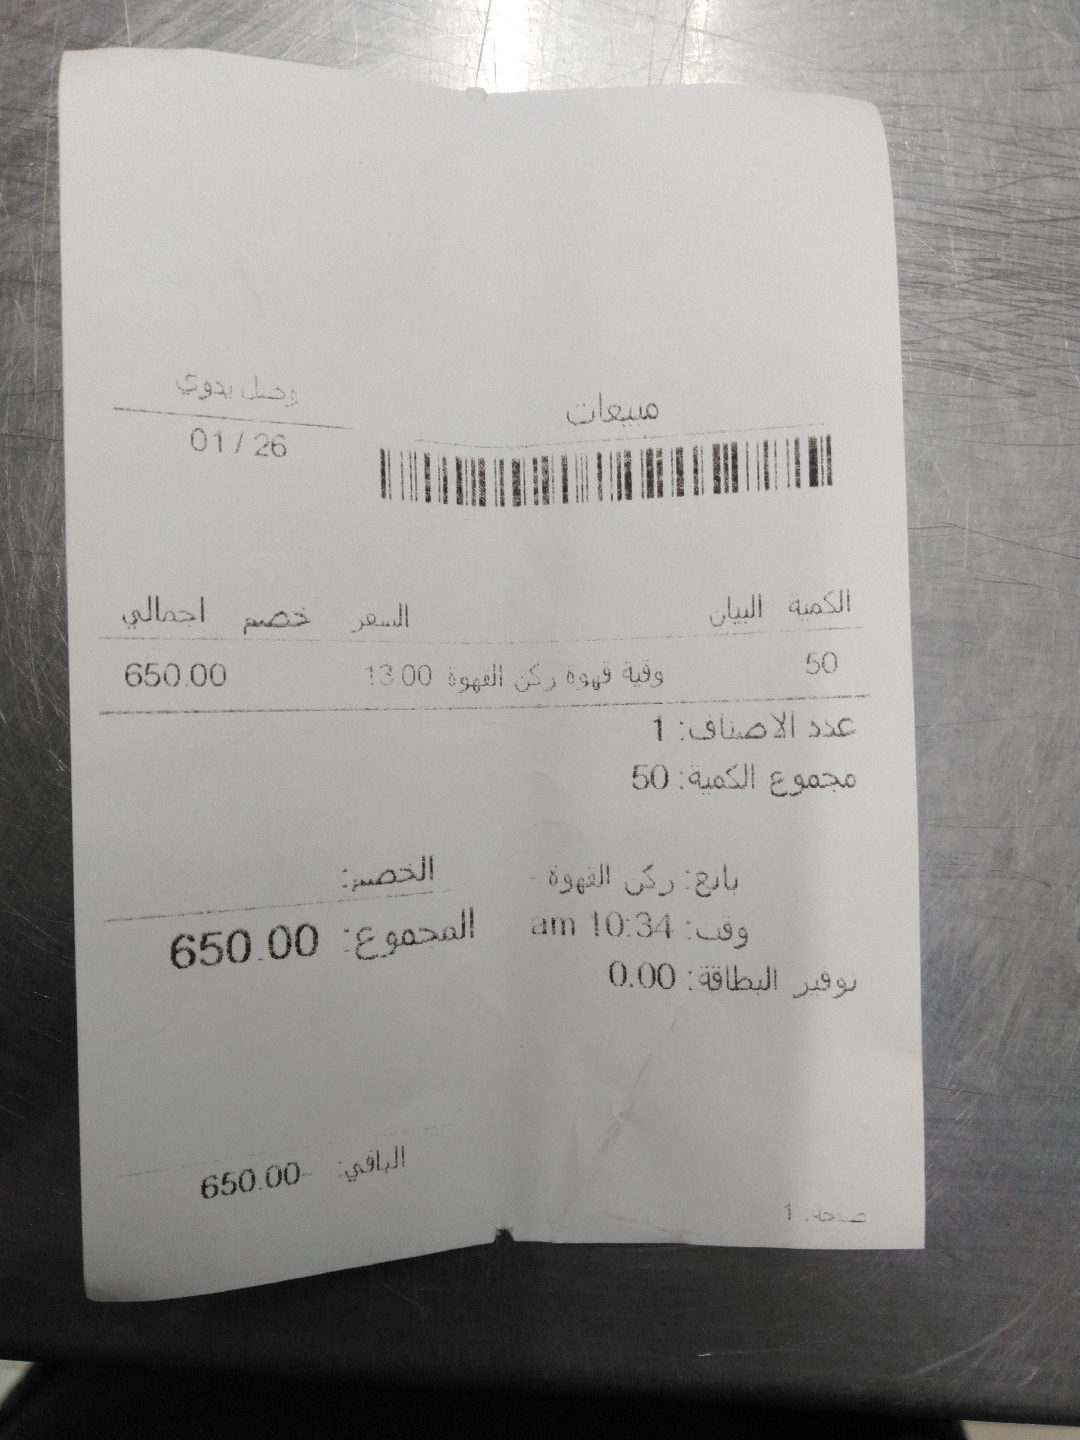 وصل يدوي
مبيعات
01 / 26
الكمية البيان السعر خصم اجمالي
50 وقية قهوة ركن القهوة 13.00 650.00
عدد الاصناف: 1
مجموع الكمية: 50
الخصم:
بائع: ركن القهوة -
المجموع: 650.00
وقت: 10:34 am
توفير البطاقة: 0.00
الباقي: -650.00
صفحة: 1